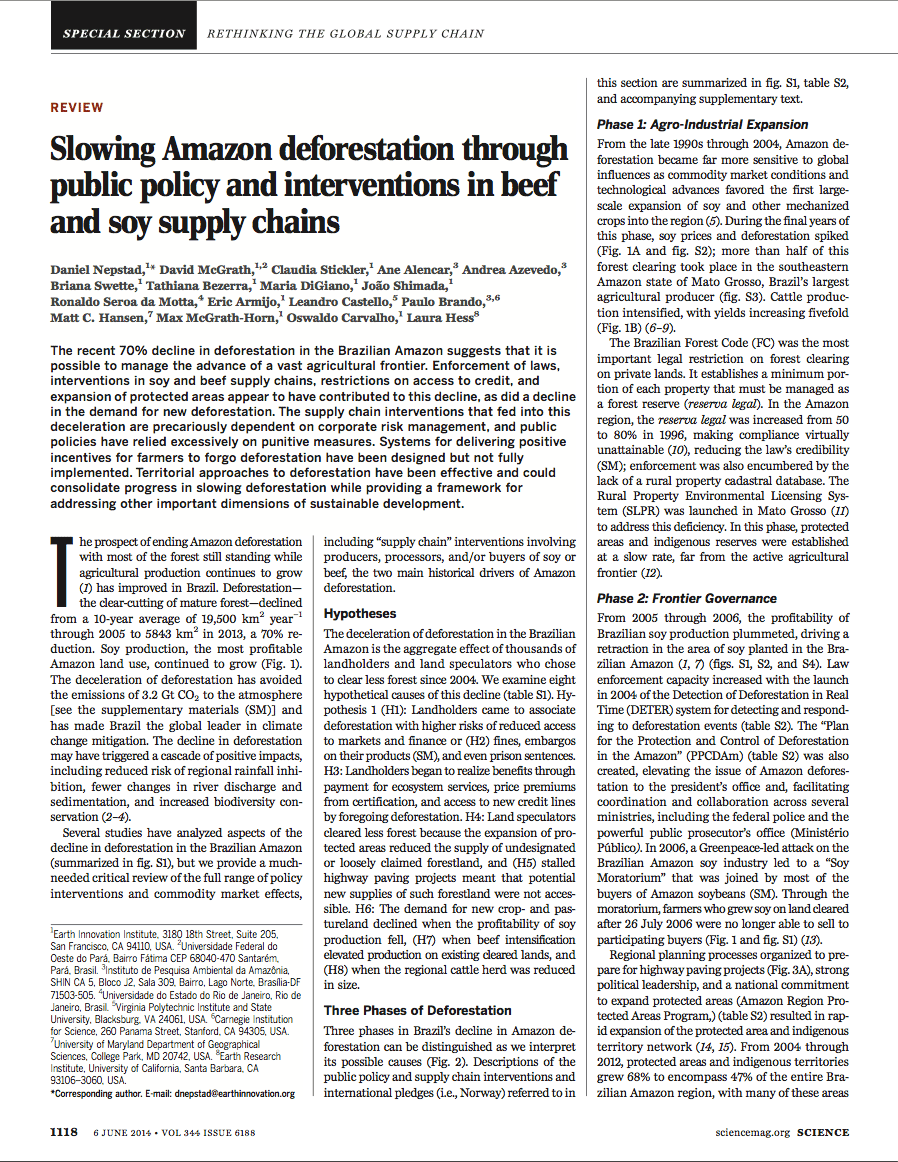 SPECIAL SECTION RETHINKING THE GLOBAL SUPPLY CHAIN
REVIEW
Slowing Amazon deforestation through
public policy and interventions in beef
and soy supply chains
Daniel Nepstad,1* David McGrath,1,2 Claudia Stickler,1 Ane Alencar,3 Andrea Azevedo,3
Briana Swette,1 Tathiana Bezerra,1 Maria DiGiano,1 João Shimada,1
Ronaldo Seroa da Motta,4 Eric Armijo,1 Leandro Castello,5 Paulo Brando,3,6
Matt C. Hansen,7 Max McGrath-Horn,1 Oswaldo Carvalho,1 Laura Hess8
The recent 70% decline in deforestation in the Brazilian Amazon suggests that it is
possible to manage the advance of a vast agricultural frontier. Enforcement of laws,
interventions in soy and beef supply chains, restrictions on access to credit, and
expansion of protected areas appear to have contributed to this decline, as did a decline
in the demand for new deforestation. The supply chain interventions that fed into this
deceleration are precariously dependent on corporate risk management, and public
policies have relied excessively on punitive measures. Systems for delivering positive
incentives for farmers to forgo deforestation have been designed but not fully
implemented. Territorial approaches to deforestation have been effective and could
consolidate progress in slowing deforestation while providing a framework for
addressing other important dimensions of sustainable development.
The prospect of ending Amazon deforestation
with most of the forest still standing while
agricultural production continues to grow
(1) has improved in Brazil. Deforestation—
the clear-cutting of mature forest—declined
from a 10-year average of 19,500 km2 year−1
through 2005 to 5843 km2 in 2013, a 70% re-
duction. Soy production, the most profitable
Amazon land use, continued to grow (Fig. 1).
The deceleration of deforestation has avoided
the emissions of 3.2 Gt CO2 to the atmosphere
[see the supplementary materials (SM)] and
has made Brazil the global leader in climate
change mitigation. The decline in deforestation
may have triggered a cascade of positive impacts,
including reduced risk of regional rainfall inhi-
bition, fewer changes in river discharge and
sedimentation, and increased biodiversity con-
servation (2–4).
Several studies have analyzed aspects of the
decline in deforestation in the Brazilian Amazon
(summarized in fig. S1), but we provide a much-
needed critical review of the full range of policy
interventions and commodity market effects,
1Earth Innovation Institute, 3180 18th Street, Suite 205,
San Francisco, CA 94110, USA. 2Universidade Federal do
Oeste do Pará, Bairro Fátima CEP 68040-470 Santarém,
Pará, Brasil. 3Instituto de Pesquisa Ambiental da Amazônia,
SHIN CA 5, Bloco J2, Sala 309, Bairro, Lago Norte, Brasília-DF
71503-505. 4Universidade do Estado do Rio de Janeiro, Rio de
Janeiro, Brasil. 5Virginia Polytechnic Institute and State
University, Blacksburg, VA 24061, USA. 6Carnegie Institution
for Science, 260 Panama Street, Stanford, CA 94305, USA.
7University of Maryland Department of Geographical
Sciences, College Park, MD 20742, USA. 8Earth Research
Institute, University of California, Santa Barbara, CA
93106–3060, USA.
*Corresponding author. E-mail: dnepstad@earthinnovation.org
including “supply chain” interventions involving
producers, processors, and/or buyers of soy or
beef, the two main historical drivers of Amazon
deforestation.
Hypotheses
The deceleration of deforestation in the Brazilian
Amazon is the aggregate effect of thousands of
landholders and land speculators who chose
to clear less forest since 2004. We examine eight
hypothetical causes of this decline (table S1). Hy-
pothesis 1 (H1): Landholders came to associate
deforestation with higher risks of reduced access
to markets and finance or (H2) fines, embargos
on their products (SM), and even prison sentences.
H3: Landholders began to realize benefits through
payment for ecosystem services, price premiums
from certification, and access to new credit lines
by foregoing deforestation. H4: Land speculators
cleared less forest because the expansion of pro-
tected areas reduced the supply of undesignated
or loosely claimed forestland, and (H5) stalled
highway paving projects meant that potential
new supplies of such forestland were not acces-
sible. H6: The demand for new crop- and pas-
tureland declined when the profitability of soy
production fell, (H7) when beef intensification
elevated production on existing cleared lands, and
(H8) when the regional cattle herd was reduced
in size.
Three Phases of Deforestation
Three phases in Brazil’s decline in Amazon de-
forestation can be distinguished as we interpret
its possible causes (Fig. 2). Descriptions of the
public policy and supply chain interventions and
international pledges (i.e., Norway) referred to in
this section are summarized in fig. S1, table S2,
and accompanying supplementary text.
Phase 1: Agro-Industrial Expansion
From the late 1990s through 2004, Amazon de-
forestation became far more sensitive to global
influences as commodity market conditions and
technological advances favored the first large-
scale expansion of soy and other mechanized
crops into the region (5). During the final years of
this phase, soy prices and deforestation spiked
(Fig. 1A and fig. S2); more than half of this
forest clearing took place in the southeastern
Amazon state of Mato Grosso, Brazil’s largest
agricultural producer (fig. S3). Cattle produc-
tion intensified, with yields increasing fivefold
(Fig. 1B) (6–9).
The Brazilian Forest Code (FC) was the most
important legal restriction on forest clearing
on private lands. It establishes a minimum por-
tion of each property that must be managed as
a forest reserve (reserva legal). In the Amazon
region, the reserva legal was increased from 50
to 80% in 1996, making compliance virtually
unattainable (10), reducing the law’s credibility
(SM); enforcement was also encumbered by the
lack of a rural property cadastral database. The
Rural Property Environmental Licensing Sys-
tem (SLPR) was launched in Mato Grosso (11)
to address this deficiency. In this phase, protected
areas and indigenous reserves were established
at a slow rate, far from the active agricultural
frontier (12).
Phase 2: Frontier Governance
From 2005 through 2006, the profitability of
Brazilian soy production plummeted, driving a
retraction in the area of soy planted in the Bra-
zilian Amazon (1, 7) (figs. S1, S2, and S4). Law
enforcement capacity increased with the launch
in 2004 of the Detection of Deforestation in Real
Time (DETER) system for detecting and respond-
ing to deforestation events (table S2). The “Plan
for the Protection and Control of Deforestation
in the Amazon” (PPCDAm) (table S2) was also
created, elevating the issue of Amazon defores-
tation to the president’s office and, facilitating
coordination and collaboration across several
ministries, including the federal police and the
powerful public prosecutor’s office (Ministério
Público). In 2006, a Greenpeace-led attack on the
Brazilian Amazon soy industry led to a “Soy
Moratorium” that was joined by most of the
buyers of Amazon soybeans (SM). Through the
moratorium, farmers who grew soy on land cleared
after 26 July 2006 were no longer able to sell to
participating buyers (Fig. 1 and fig. S1) (13).
Regional planning processes organized to pre-
pare for highway paving projects (Fig. 3A), strong
political leadership, and a national commitment
to expand protected areas (Amazon Region Pro-
tected Areas Program,) (table S2) resulted in rap-
id expansion of the protected area and indigenous
territory network (14, 15). From 2004 through
2012, protected areas and indigenous territories
grew 68% to encompass 47% of the entire Bra-
zilian Amazon region, with many of these areas
1118 6 JUNE 2014 • VOL 344 ISSUE 6188
sciencemag.org SCIENCE